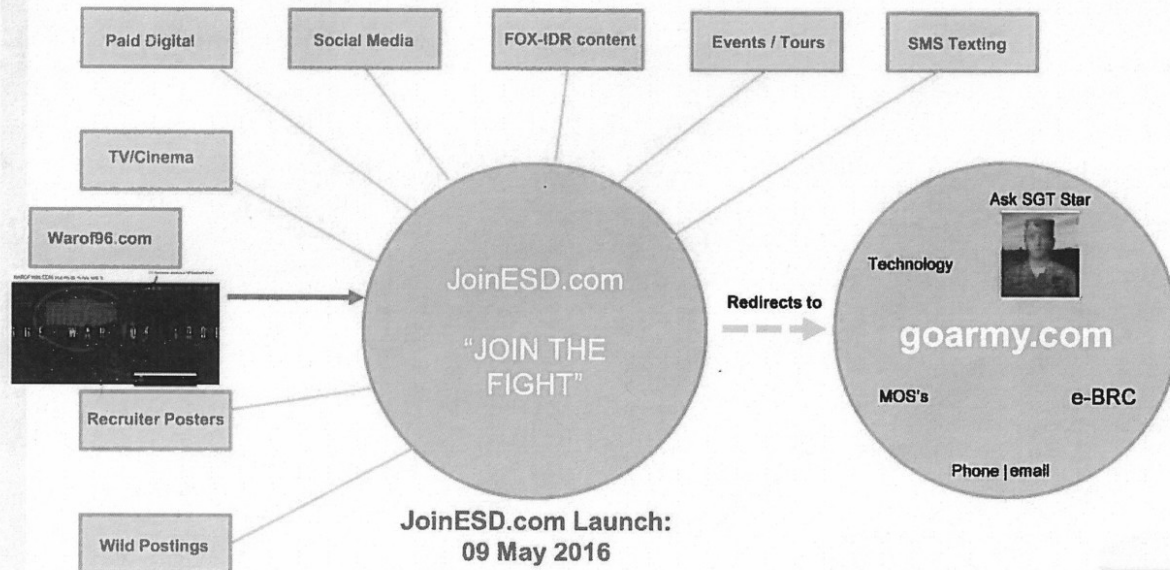 Paid Digital
Social Media
FOX-IDR content
Events / Tours
SMS Texting
TV/Cinema
Warof96.com
JoinESD.com
"JOIN THE
FIGHT"
Redirects to
Ask SGT Star
Technology
goarmy.com
MOS's
e-BRC
Phone | email
Recruiter Posters
Wild Postings
JoinESD.com Launch:
09 May 2016